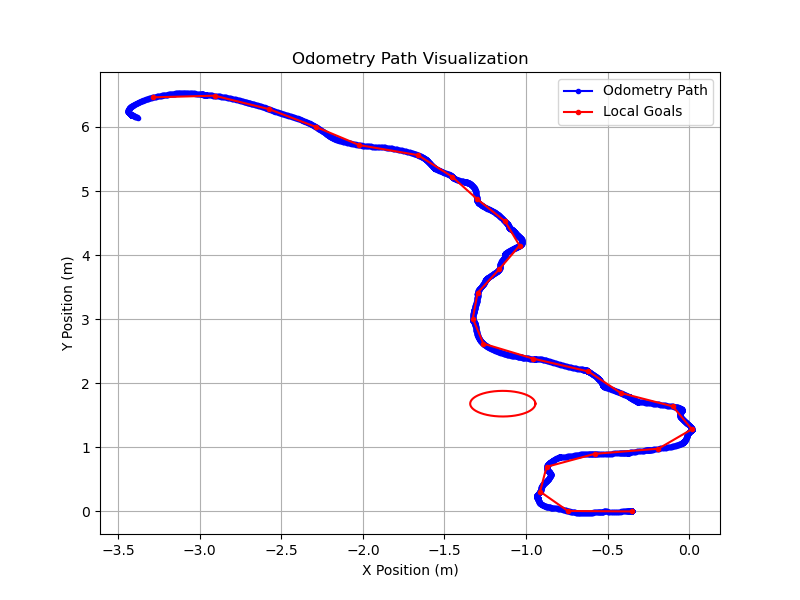 Odometry Path Visualization
Odometry Path
Local Goals
Y Position (m)
6
5
4
3
2
1
0
−3.5 −3.0 −2.5 −2.0 −1.5 −1.0 −0.5 0.0
X Position (m)